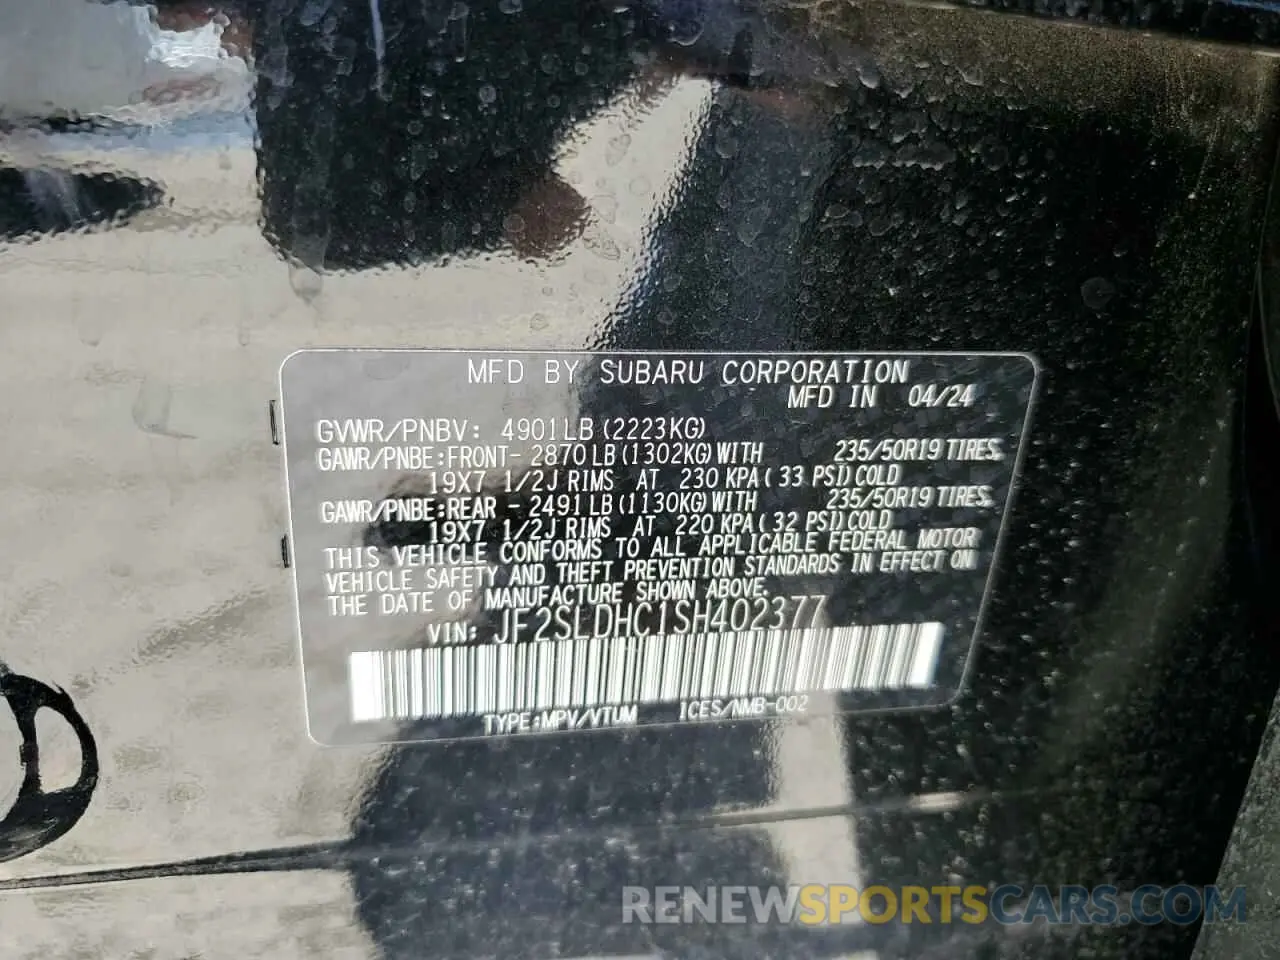 MFD BY SUBARU CORPORATION
MFD IN 04/24
GVWR/PNBV: 4901LB(2223KG)
GAWR/PNBE:FRONT- 2870LB(1302KG)WITH 235/50R19 TIRES.
19X7 1/2J RIMS AT 230 KPA( 33 PSI)COLD
GAWR/PNBE:REAR - 2491LB(1130KG)WITH 235/50R19 TIRES.
19X7 1/2J RIMS AT 220 KPA( 32 PSI)COLD
THIS VEHICLE CONFORMS TO ALL APPLICABLE FEDERAL MOTOR
VEHICLE SAFETY AND THEFT PREVENTION STANDARDS IN EFFECT ON
THE DATE OF MANUFACTURE SHOWN ABOVE.
VIN: JF2SLDHC1SH402377
TYPE:MPV/VTUM ICES/NMB-002
RENEWSPORTSCARS.COM